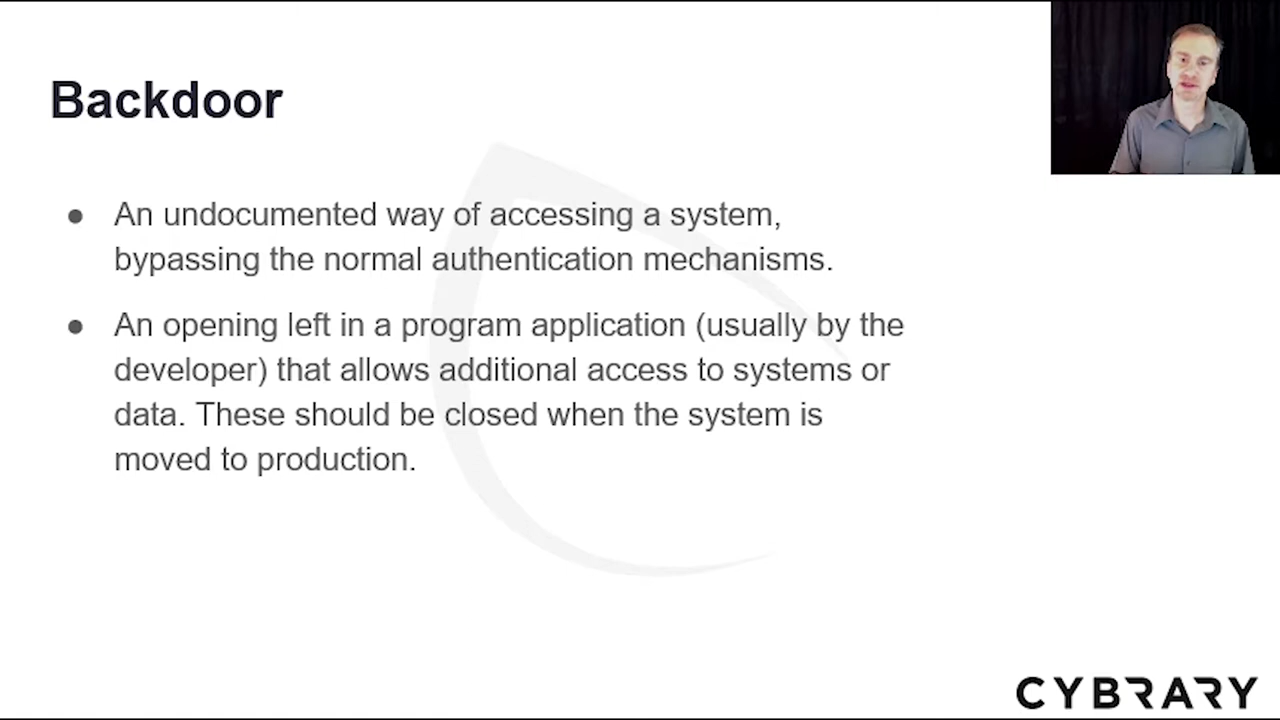 Backdoor
● An undocumented way of accessing a system,
bypassing the normal authentication mechanisms.
● An opening left in a program application (usually by the
developer) that allows additional access to systems or
data. These should be closed when the system is
moved to production.
CYBRARY